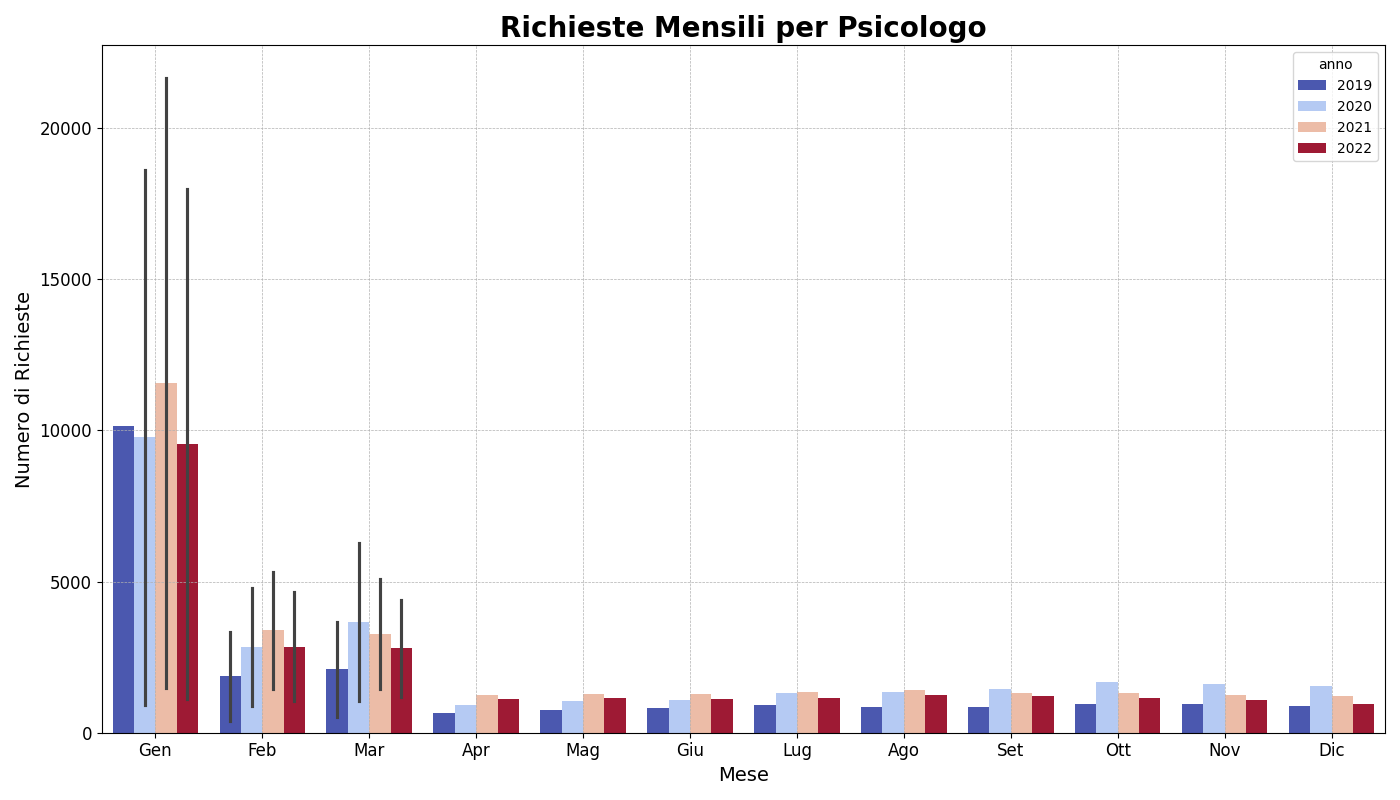 Richieste Mensili per Psicologo
anno
2019
2020
2021
2022
Numero di Richieste
20000
15000
10000
5000
0
Gen Feb Mar Apr Mag Giu Lug Ago Set Ott Nov Dic
Mese